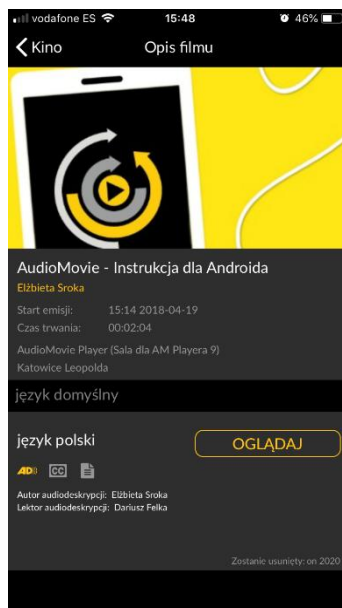 vodafone ES 15:48 46%
Kino Opis filmu
AudioMovie - Instrukcja dla Androida
Elżbieta Sroka
Start emisji: 15:14 2018-04-19
Czas trwania: 00:02:04
AudioMovie Player (Sala dla AM Playera 9)
Katowice Leopolda
język domyślny
język polski OGLĄDAJ
AD CC
Autor audiodeskrypcji: Elżbieta Sroka
Lektor audiodeskrypcji: Dariusz Felka
Zostanie usunięty: on 2020